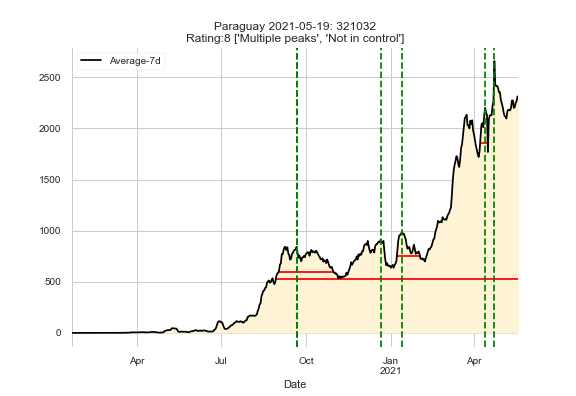 Paraguay 2021-05-19: 321032
Rating:8 ['Multiple peaks', 'Not in control']
Average-7d
2500
2000
1500
1000
500
0
Apr
Jul
Oct
Jan
2021
Apr
Date